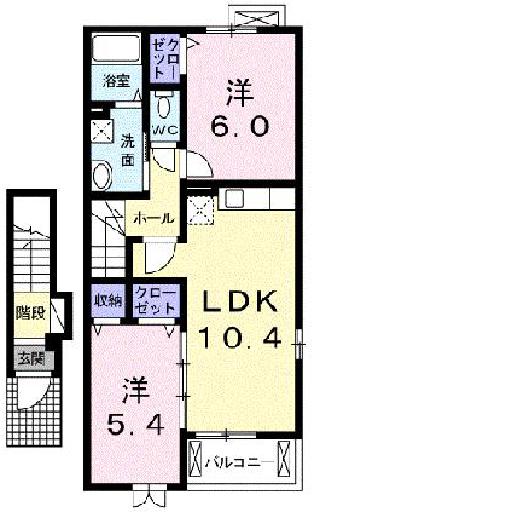 浴室
クロー
ゼット
洋
6.0
WC
洗
面
ホール
LDK
10.4
収納
クロー
ゼット
階段
玄関
洋
5.4
バルコニー